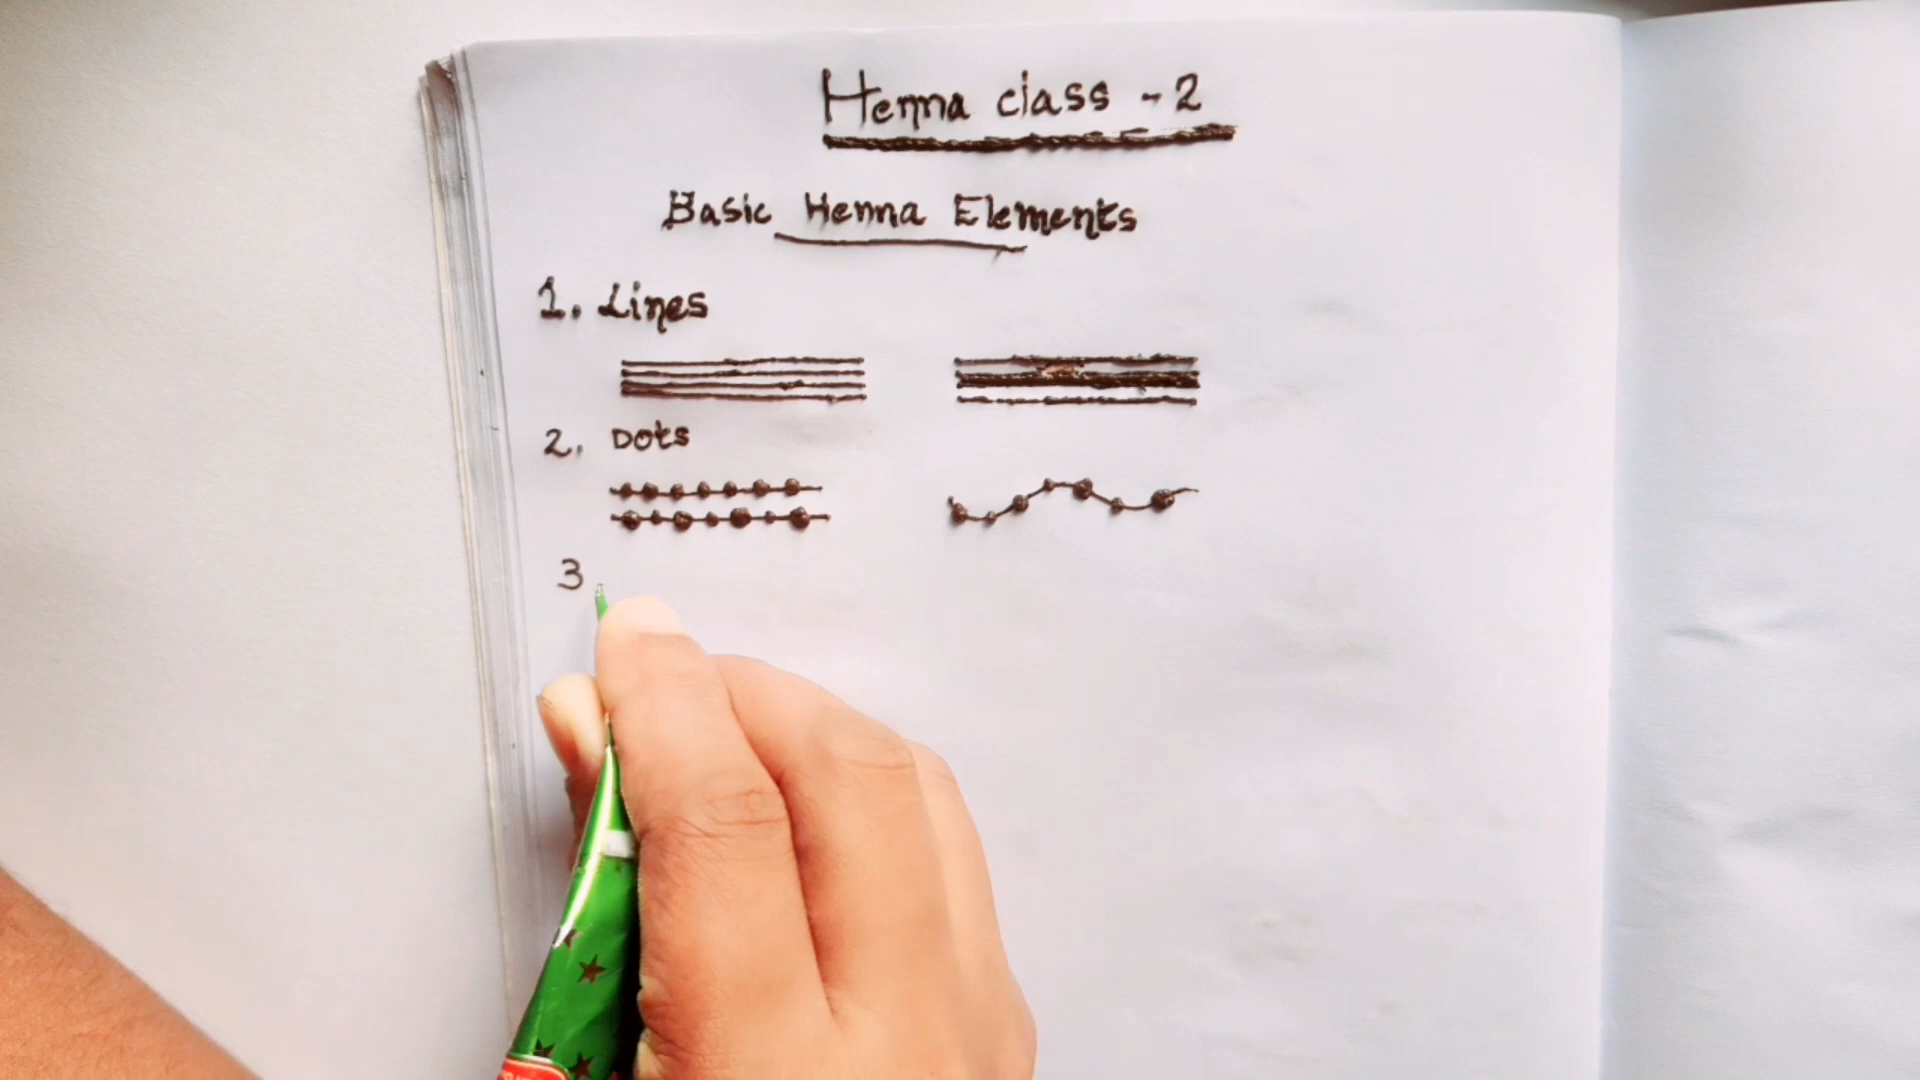 Henna class - 2
Basic Henna Elements
1. Lines
2. Dots
3